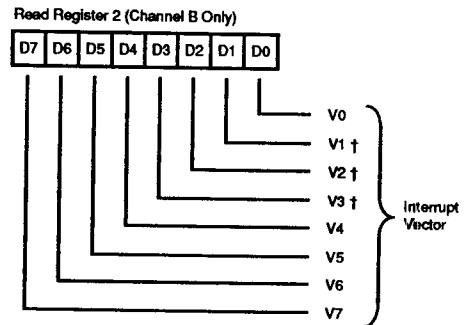 Read Register 2 (Channel B Only)
D7 D6 D5 D4 D3 D2 D1 D0
V0
V1 †
V2 †
V3 †
V4
V5
V6
V7
Interrupt
Vector